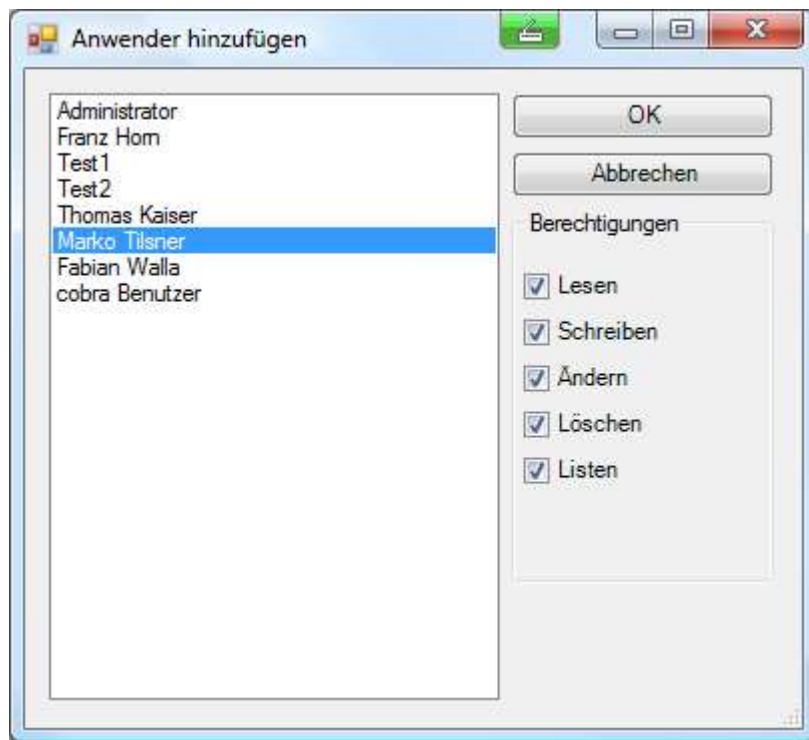 Anwender hinzufügen
Administrator
Franz Horn
Test1
Test2
Thomas Kaiser
Marko Tilsner
Fabian Walla
cobra Benutzer
OK
Abbrechen
Berechtigungen
Lesen
Schreiben
Ändern
Löschen
Listen